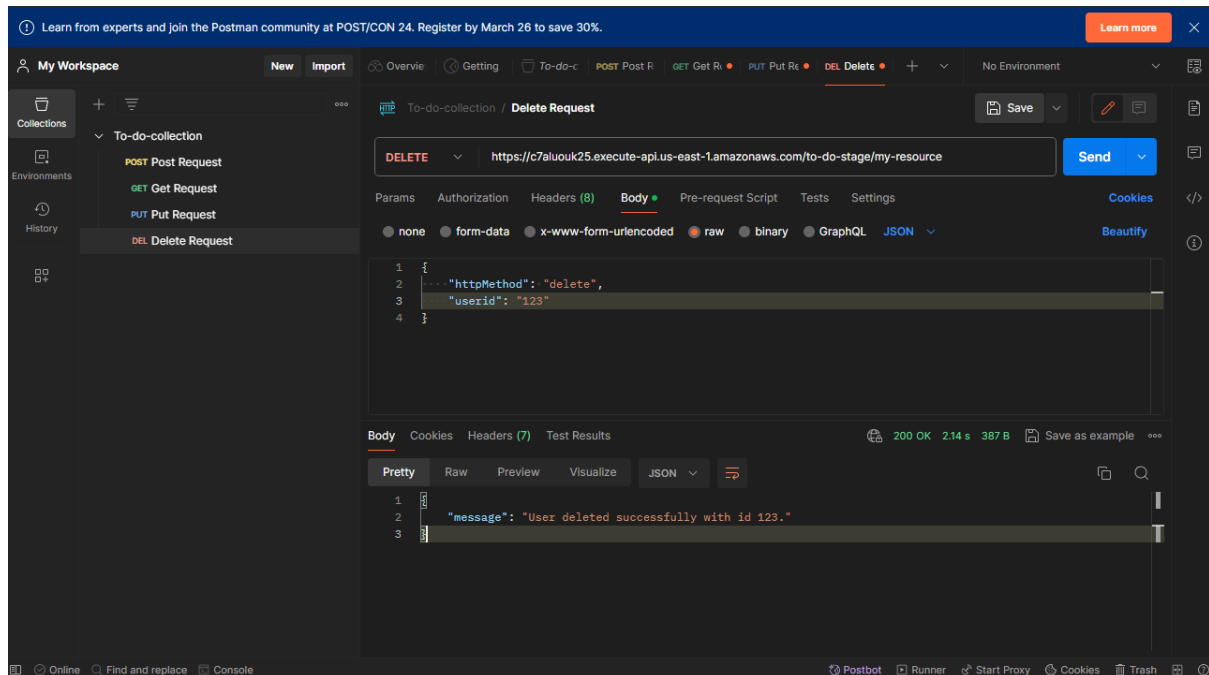 Learn from experts and join the Postman community at POST/CON 24. Register by March 26 to save 30%. Learn more
My Workspace New Import
Overvie Getting To-do-c POST Post R GET Get Re PUT Put Re DEL Delete No Environment
Collections
Environments
History
To-do-collection
POST Post Request
GET Get Request
PUT Put Request
DEL Delete Request
HTTP To-do-collection / Delete Request Save
DELETE https://c7aluouk25.execute-api.us-east-1.amazonaws.com/to-do-stage/my-resource Send
Params Authorization Headers (8) Body Pre-request Script Tests Settings Cookies
none form-data x-www-form-urlencoded raw binary GraphQL JSON Beautify
1 {
2 ····"httpMethod":·"delete",
3 ····"userid": "123"
4 }
Body Cookies Headers (7) Test Results 200 OK 2.14 s 387 B Save as example
Pretty Raw Preview Visualize JSON
1 {
2 "message": "User deleted successfully with id 123."
3 }
Online Find and replace Console Postbot Runner Start Proxy Cookies Trash